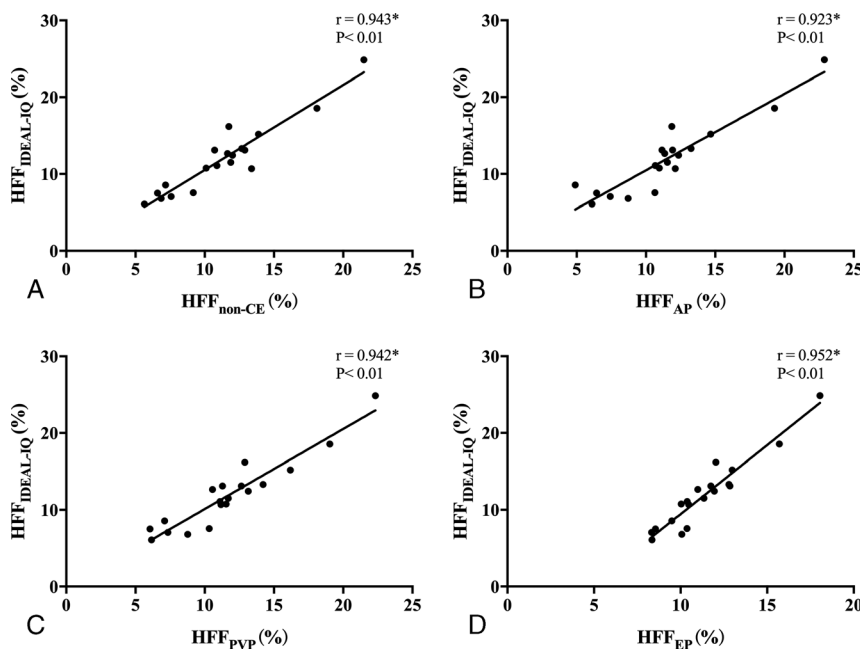 r = 0.943*
P< 0.01
30
20
10
0
HFF IDEAL-IQ (%)
0 5 10 15 20 25
A
HFF non-CE (%)
r = 0.923*
P< 0.01
30
20
10
0
HFF IDEAL-IQ (%)
0 5 10 15 20 25
B
HFF AP (%)
r = 0.942*
P< 0.01
30
20
10
0
HFF IDEAL-IQ (%)
0 5 10 15 20 25
C
HFF PVP (%)
r = 0.952*
P< 0.01
30
20
10
0
HFF IDEAL-IQ (%)
0 5 10 15 20
D
HFF EP (%)